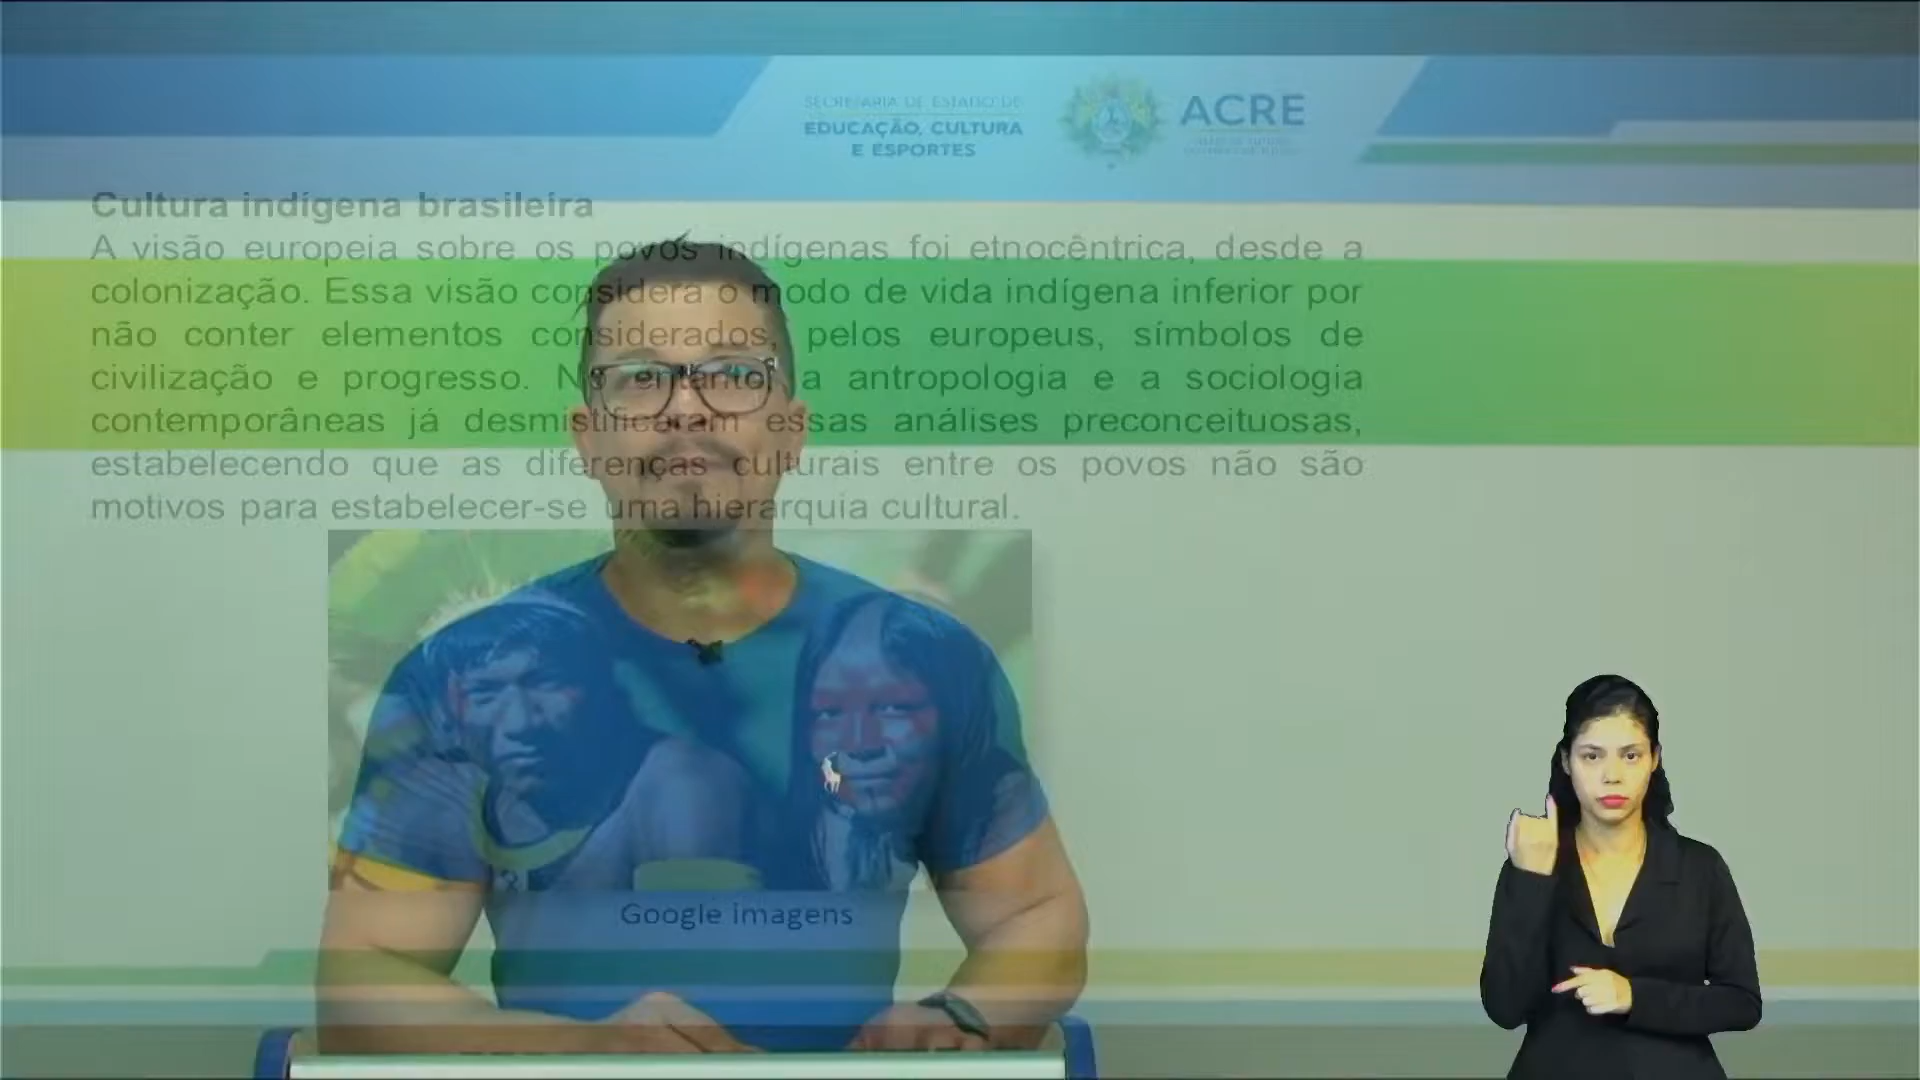 SECRETARIA DE ESTADO DE
EDUCAÇÃO, CULTURA
E ESPORTES
ACRE
Cultura indígena brasileira
A visão europeia sobre os povos indígenas foi etnocêntrica, desde a
colonização. Essa visão considera o modo de vida indígena inferior por
não conter elementos considerados, pelos europeus, símbolos de
civilização e progresso. No entanto, a antropologia e a sociologia
contemporâneas já desmistificaram essas análises preconceituosas,
estabelecendo que as diferenças culturais entre os povos não são
motivos para estabelecer-se uma hierarquia cultural.
Google imagens